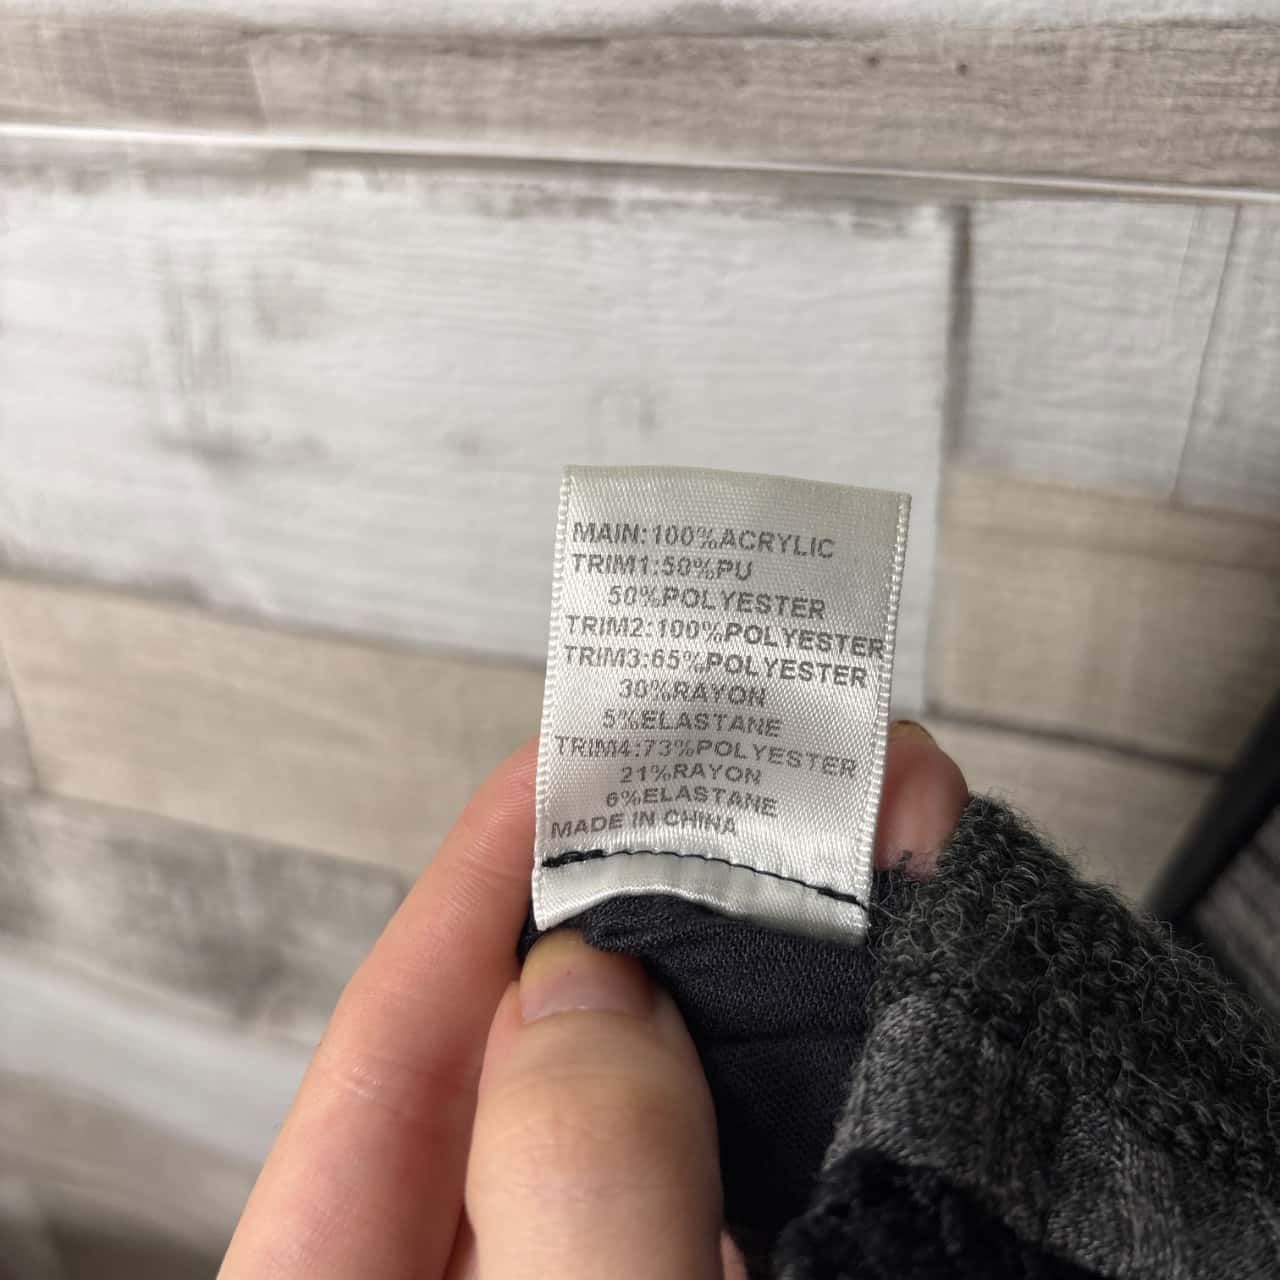 MAIN:100%ACRYLIC
TRIM1:50%PU
50%POLYESTER
TRIM2:100%POLYESTER
TRIM3:65%POLYESTER
30%RAYON
5%ELASTANE
TRIM4:73%POLYESTER
21%RAYON
6%ELASTANE
MADE IN CHINA